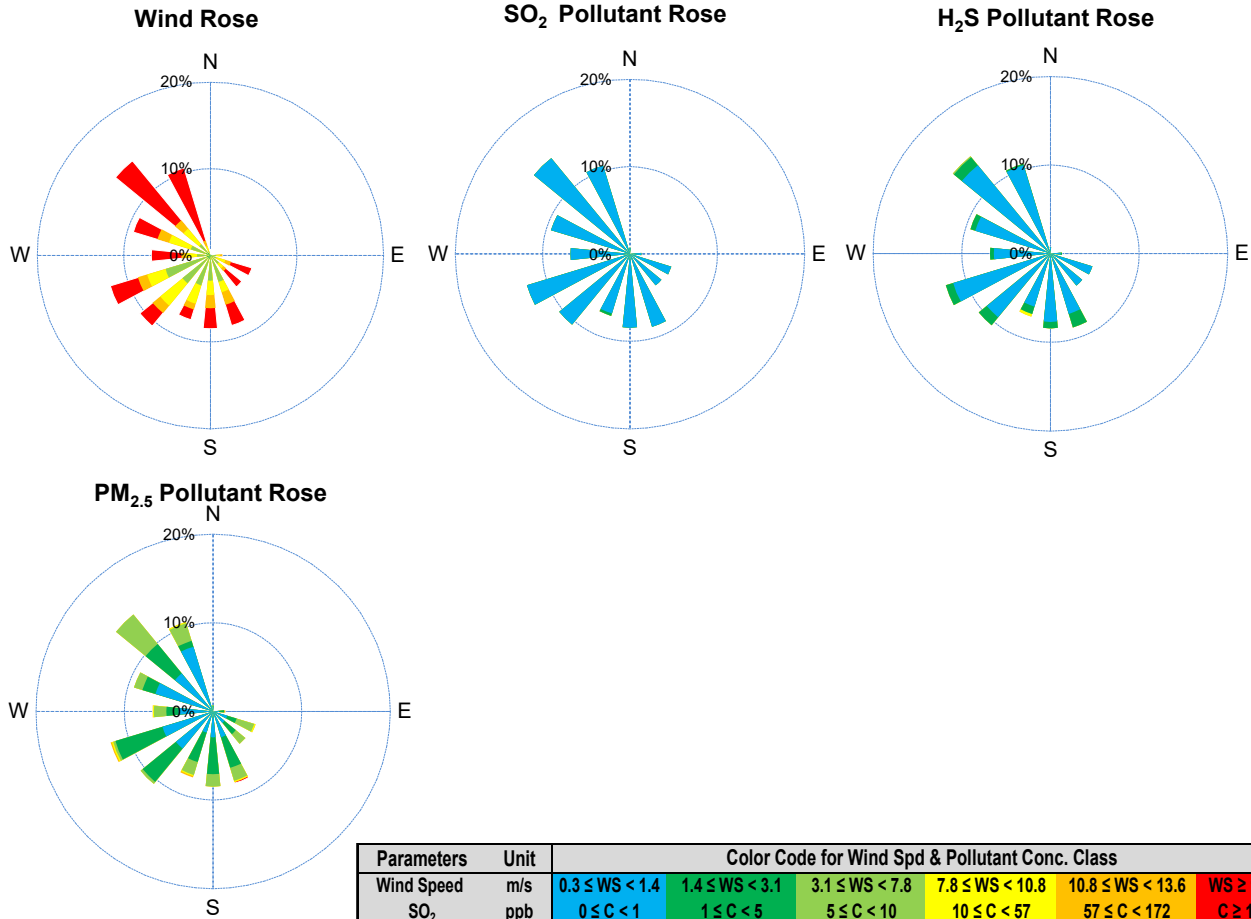 Wind Rose
SO2 Pollutant Rose
H2S Pollutant Rose
N
N
N
20%
20%
20%
10%
10%
10%
W
0%
E
W
0%
E
W
0%
E
S
S
S
PM2.5 Pollutant Rose
N
20%
10%
W
0%
E
S
Parameters Unit Color Code for Wind Spd & Pollutant Conc. Class
Wind Speed m/s 0.3 ≤ WS < 1.4 1.4 ≤ WS < 3.1 3.1 ≤ WS < 7.8 7.8 ≤ WS < 10.8 10.8 ≤ WS < 13.6 WS ≥
SO2 ppb 0 ≤ C < 1 1 ≤ C < 5 5 ≤ C < 10 10 ≤ C < 57 57 ≤ C < 172 C ≥